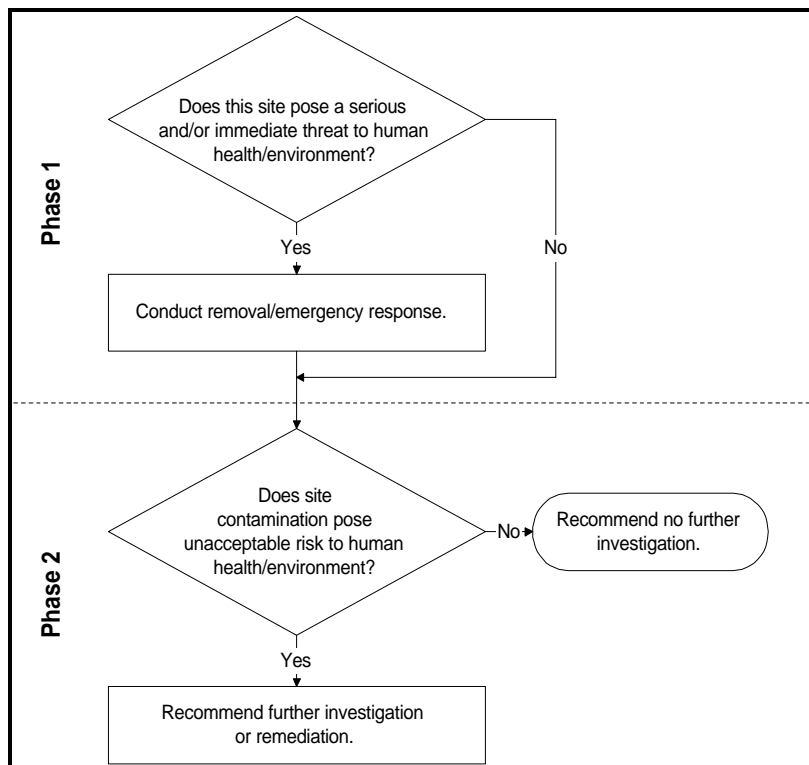 Phase 1
Does this site pose a serious
and/or immediate threat to human
health/environment?
Yes
No
Conduct removal/emergency response.
Phase 2
Does site
contamination pose
unacceptable risk to human
health/environment?
No
Recommend no further
investigation.
Yes
Recommend further investigation
or remediation.